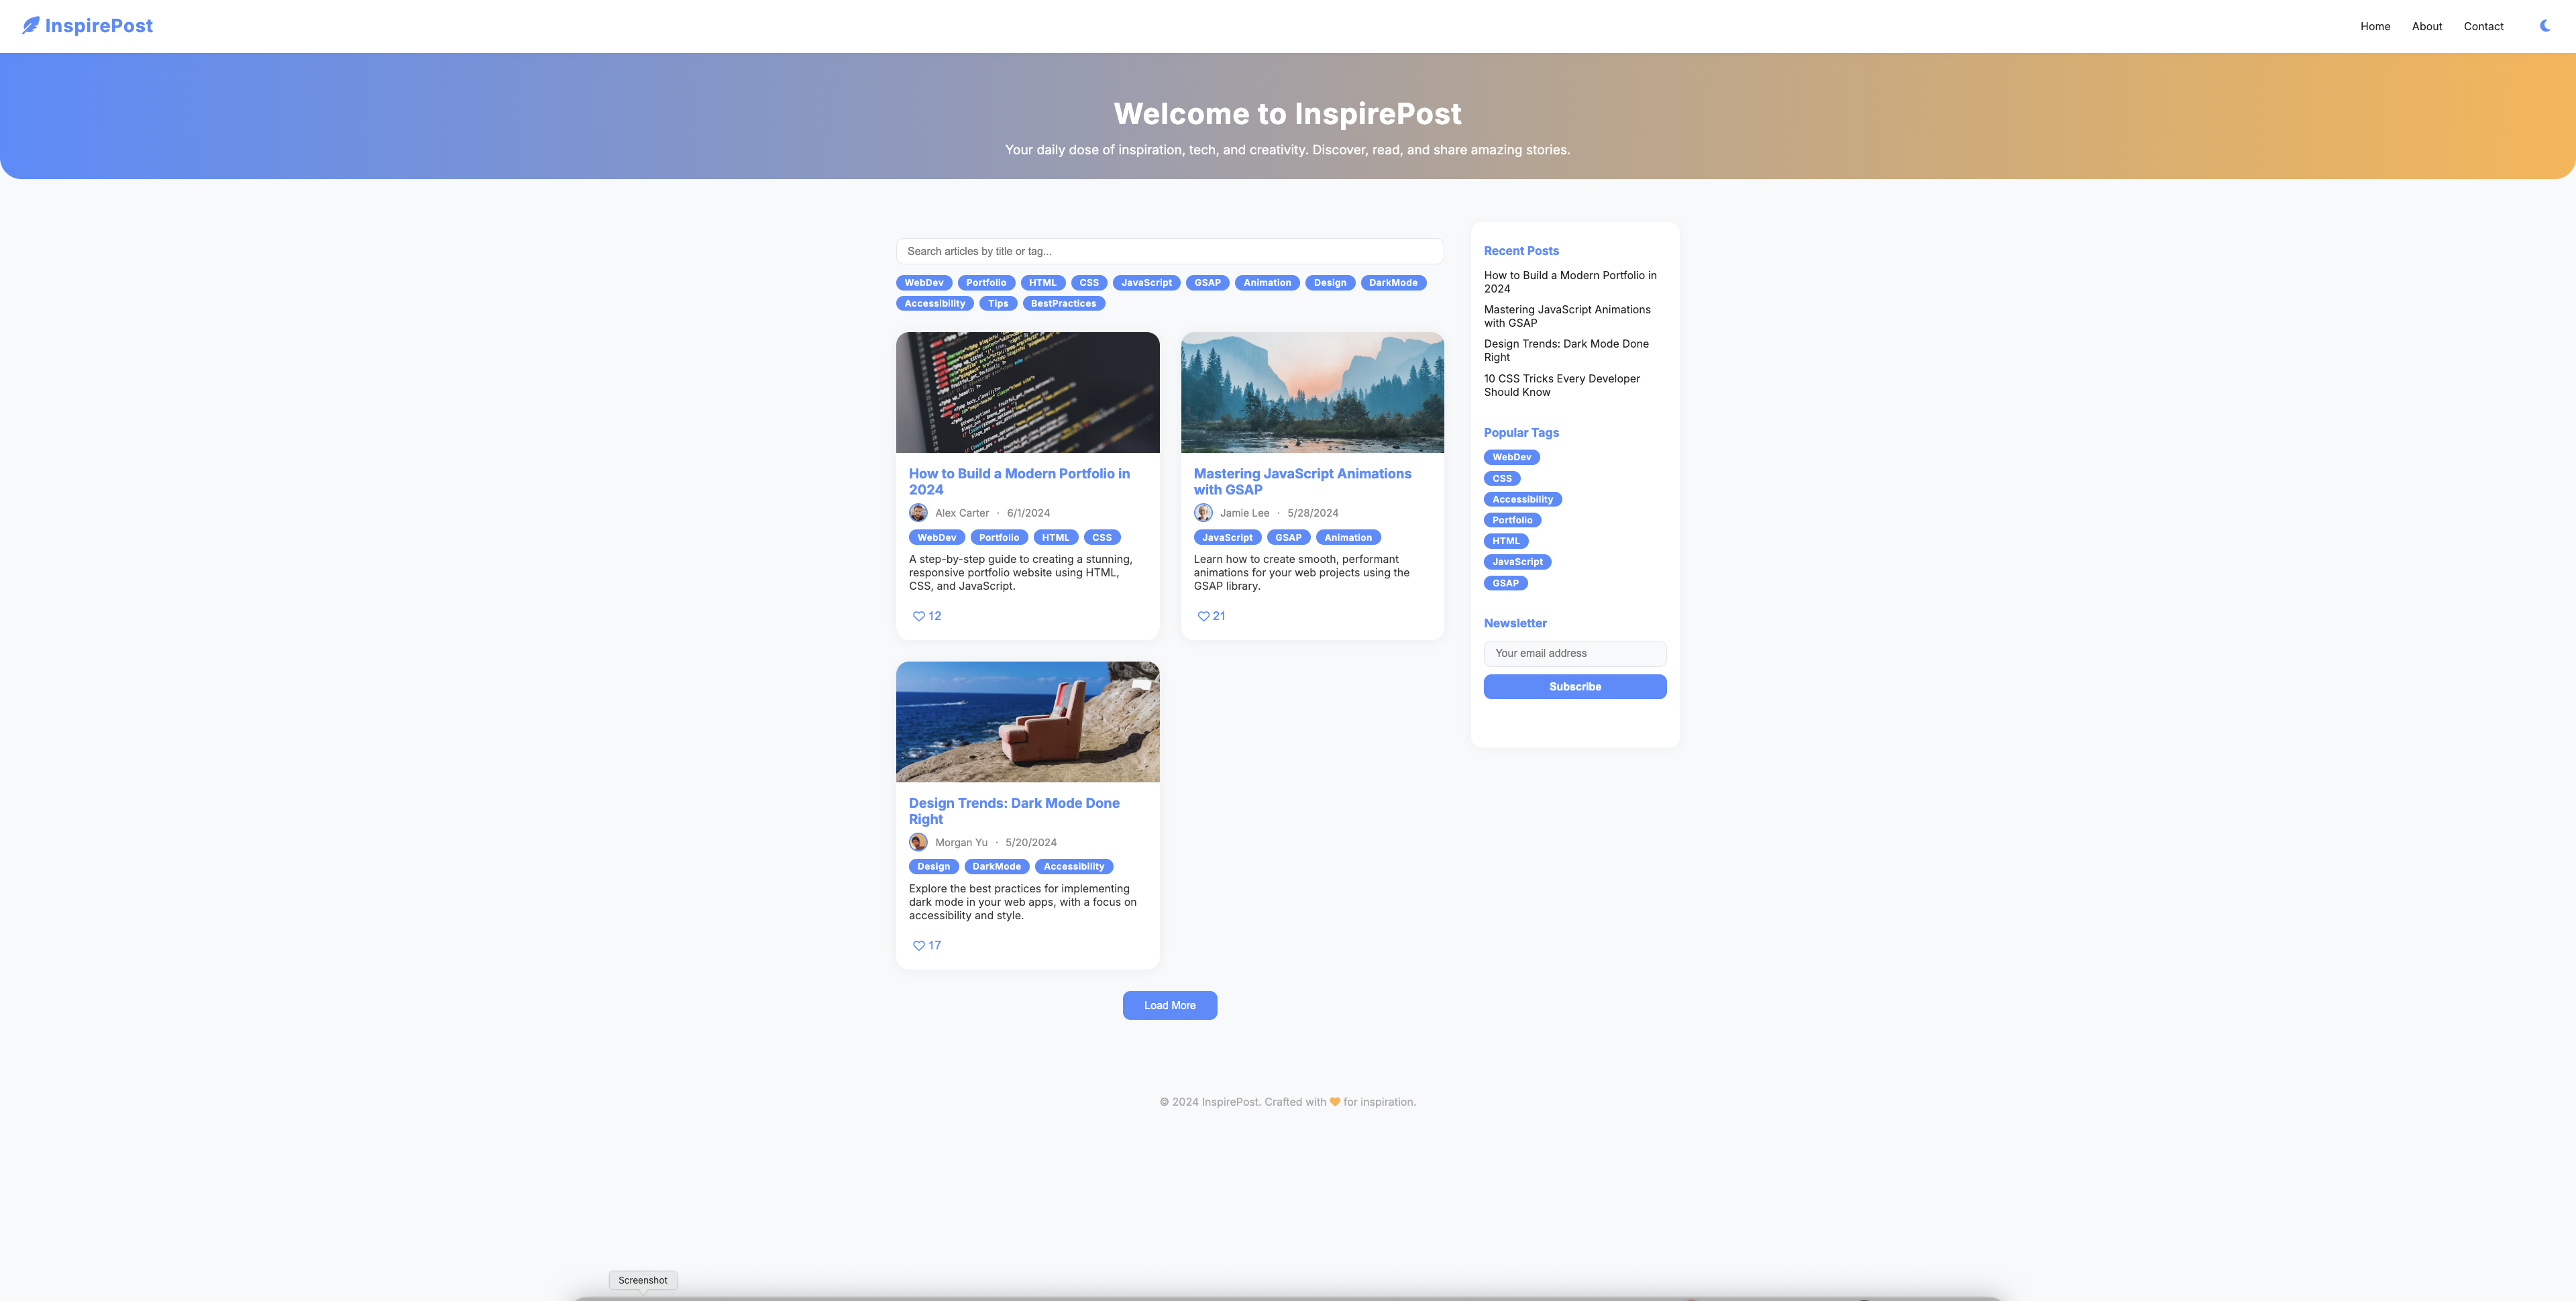 InspirePost
Home
About
Contact
Welcome to InspirePost
Your daily dose of inspiration, tech, and creativity. Discover, read, and share amazing stories.
Search articles by title or tag...
WebDev Portfolio HTML CSS JavaScript GSAP Animation Design DarkMode
Accessibility Tips BestPractices
How to Build a Modern Portfolio in
2024
Alex Carter · 6/1/2024
WebDev Portfolio HTML CSS
A step-by-step guide to creating a stunning,
responsive portfolio website using HTML,
CSS, and JavaScript.
12
Mastering JavaScript Animations
with GSAP
Jamie Lee · 5/28/2024
JavaScript GSAP Animation
Learn how to create smooth, performant
animations for your web projects using the
GSAP library.
21
Design Trends: Dark Mode Done
Right
Morgan Yu · 5/20/2024
Design DarkMode Accessibility
Explore the best practices for implementing
dark mode in your web apps, with a focus on
accessibility and style.
17
Load More
Recent Posts
How to Build a Modern Portfolio in
2024
Mastering JavaScript Animations
with GSAP
Design Trends: Dark Mode Done
Right
10 CSS Tricks Every Developer
Should Know
Popular Tags
WebDev
CSS
Accessibility
Portfolio
HTML
JavaScript
GSAP
Newsletter
Your email address
Subscribe
© 2024 InspirePost. Crafted with 🧡 for inspiration.
Screenshot